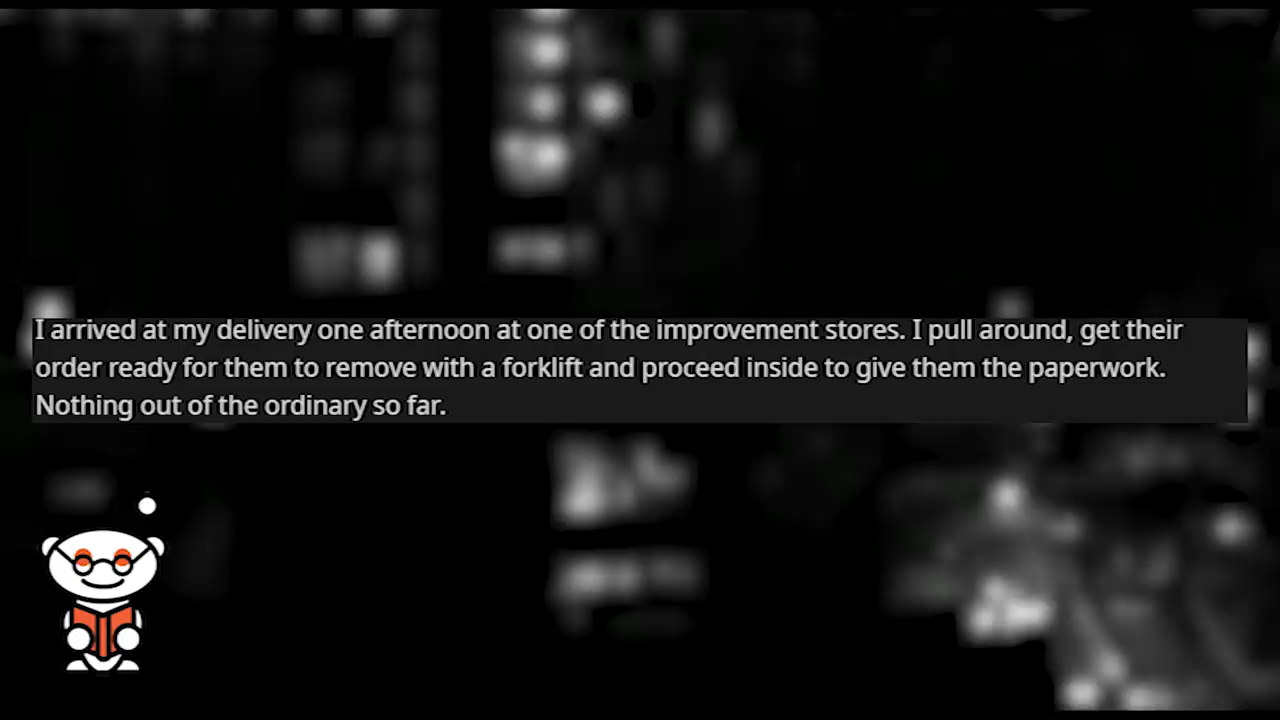 I arrived at my delivery one afternoon at one of the improvement stores. I pull around, get their
order ready for them to remove with a forklift and proceed inside to give them the paperwork.
Nothing out of the ordinary so far.